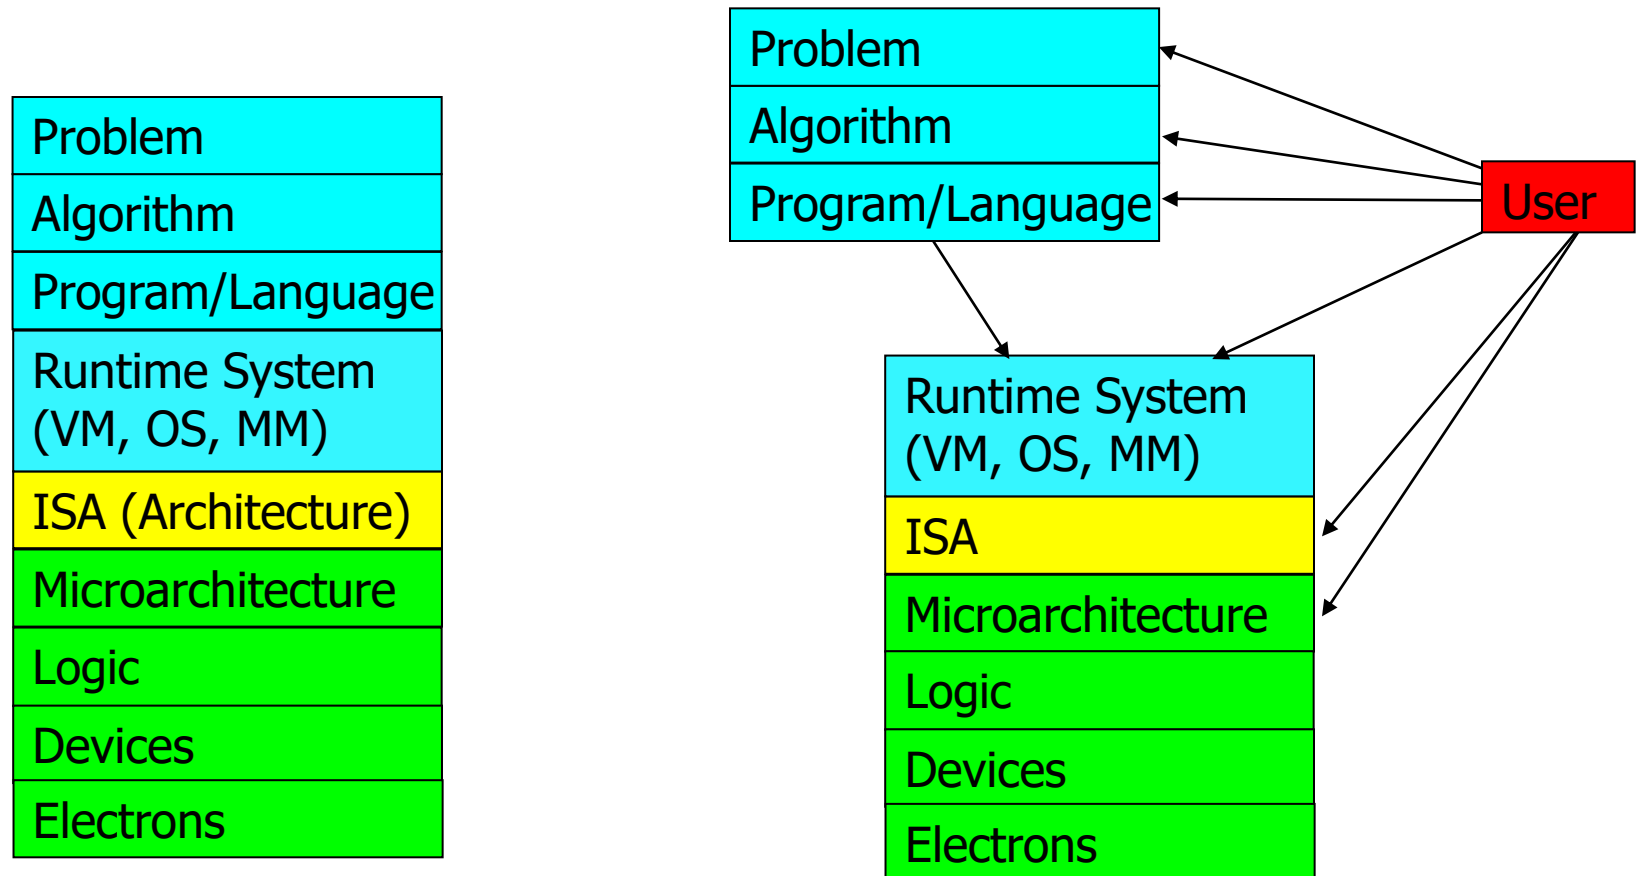 Problem
Algorithm
Program/Language
Runtime System
(VM, OS, MM)
ISA (Architecture)
Microarchitecture
Logic
Devices
Electrons
Problem
Algorithm
Program/Language
User
Runtime System
(VM, OS, MM)
ISA
Microarchitecture
Logic
Devices
Electrons